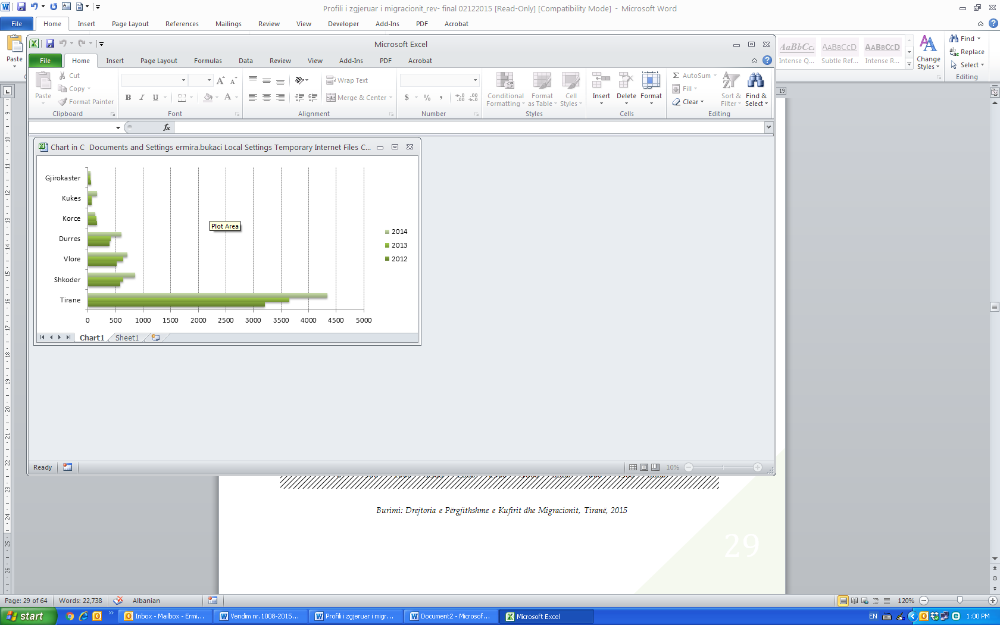 Profili i zgjeruar i migracionit_rev- final 02122015 [Read-Only] [Compatibility Mode] - Microsoft Word
File Home Insert Page Layout References Mailings Review View Developer Add-Ins PDF Acrobat
Paste
Intense Q... Subtle Ref... Intense R...
Change Styles
Find
Replace
Select
Editing
Microsoft Excel
File Home Insert Page Layout Formulas Data Review View Add-Ins PDF Acrobat
Paste
Cut
Copy
Format Painter
Clipboard
Font
Wrap Text
Merge & Center
Alignment
Number
Conditional Formatting
Format as Table
Cell Styles
Styles
Insert Delete Format
Cells
AutoSum
Fill
Clear
Sort & Filter
Find & Select
Editing
Chart in C Documents and Settings ermira.bukaci Local Settings Temporary Internet Files C...
Gjirokaster
Kukes
Korce
Durres
Vlore
Shkoder
Tirane
Plot Area
2014
2013
2012
0 500 1000 1500 2000 2500 3000 3500 4000 4500 5000
Chart1 Sheet1
Ready
10%
Burimi: Drejtoria e Përgjithshme e Kufirit dhe Migracionit, Tiranë, 2015
29
Page: 29 of 64 Words: 22,738 Albanian
120%
start
Inbox - Mailbox - Ermi... Vendim nr.1008-2015... Profili i zgjeruar i migr... Document2 - Microsof... Microsoft Excel
EN
1:00 PM